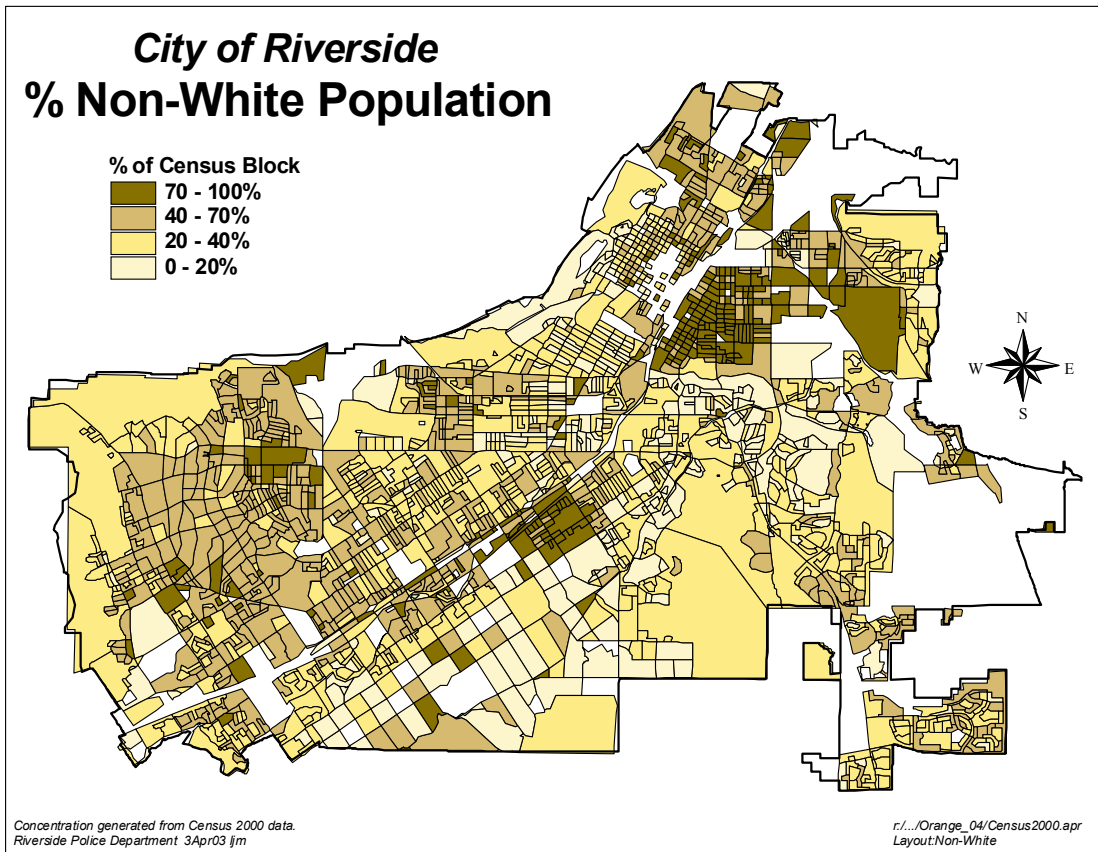 City of Riverside
% Non-White Population
% of Census Block
70 - 100%
40 - 70%
20 - 40%
0 - 20%
N
W
E
S
Concentration generated from Census 2000 data.
Riverside Police Department 3Apr03 ljm
r:/.../Orange_04/Census2000.apr
Layout:Non-White